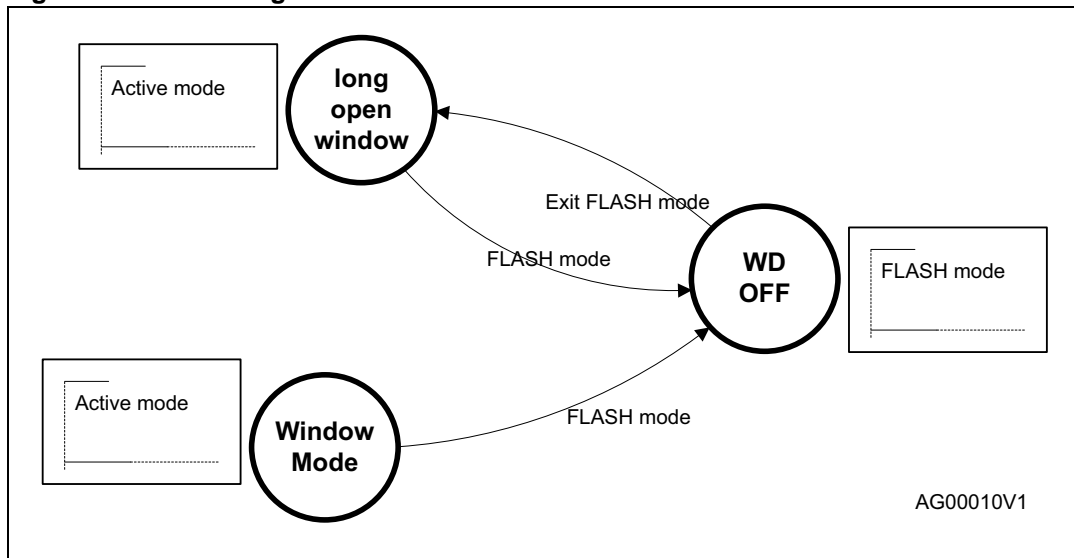 Active mode
long
open
window
Exit FLASH mode
FLASH mode
WD
OFF
FLASH mode
Active mode
Window
Mode
FLASH mode
AG00010V1